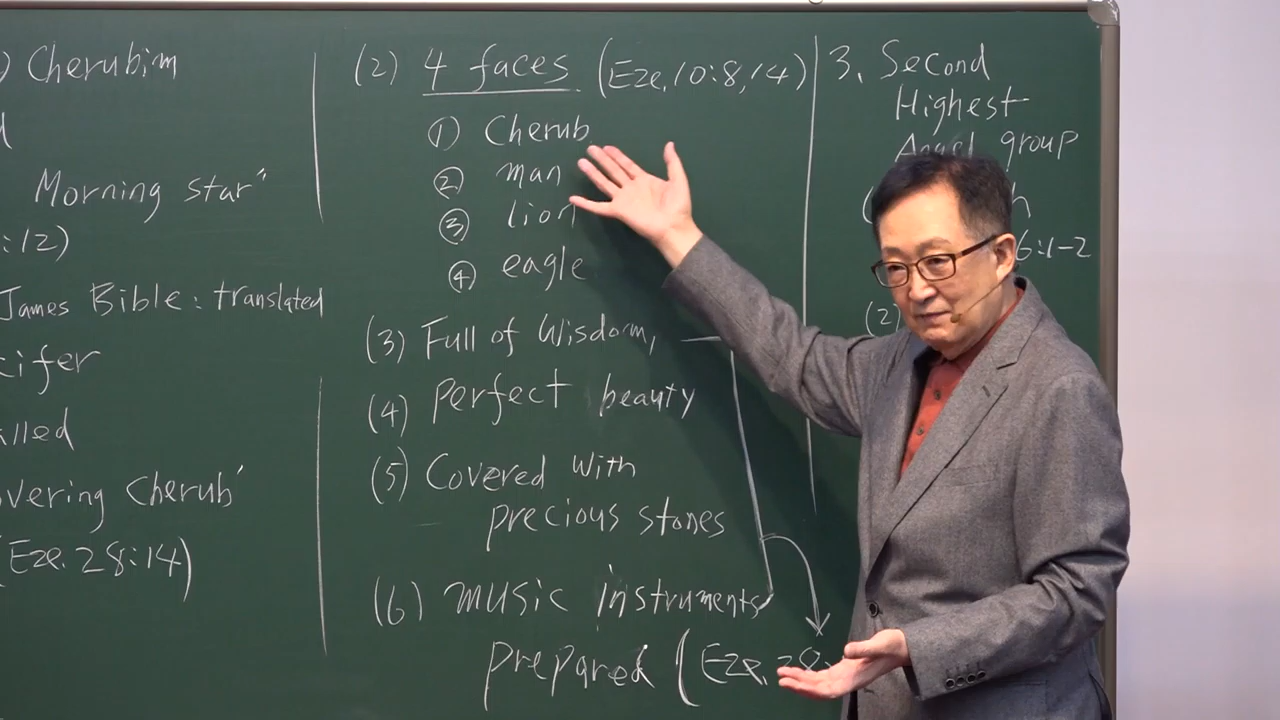 ) Cherubim
Morning star"
:12)
James Bible : translated
cifer
alled
vering Cherub'
(Eze. 28:14)
(2) 4 faces (Eze, 10:8, 14)
① Cherub
② man
③ lion
④ eagle
(3) Full of Wisdom,
(4) perfect beauty
(5) Covered with
precious stones
(6) music instruments
prepared (Eze, 28:
3. Second
Highest
Angel group
(
h
6:1-2
(2)